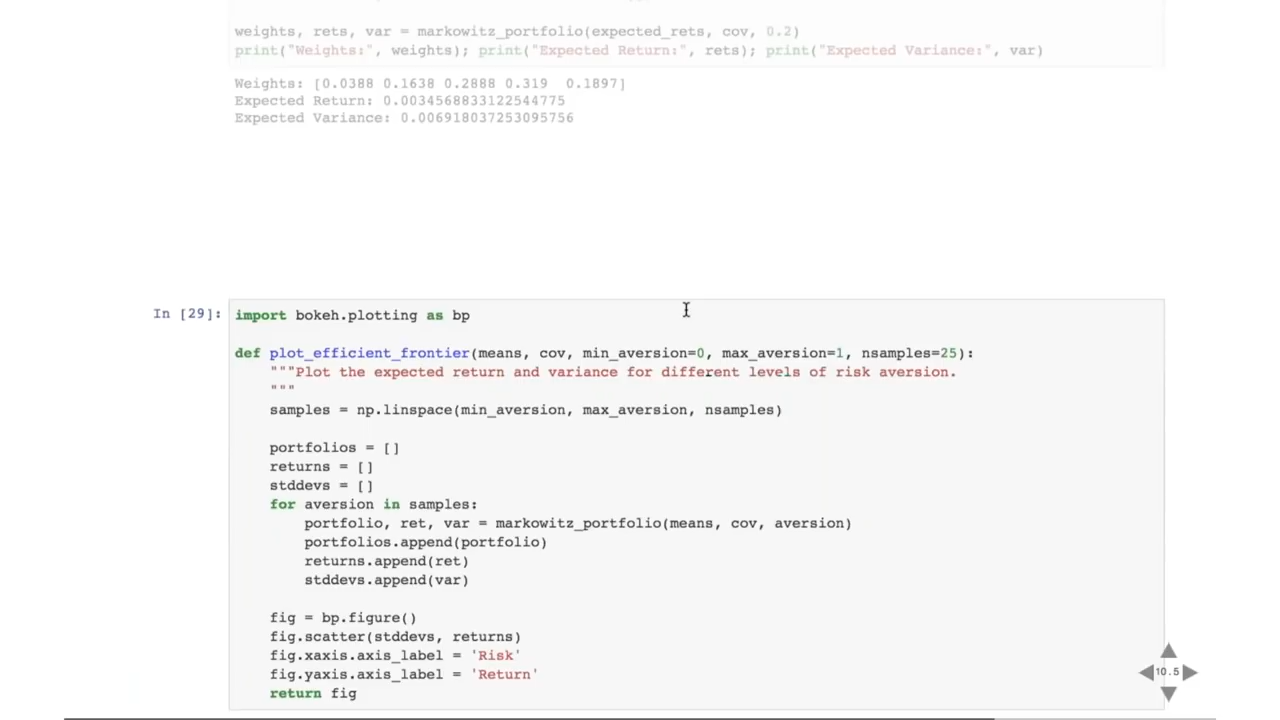 weights, rets, var = markowitz_portfolio(expected_rets, cov, 0.2)
print("Weights:", weights); print("Expected Return:", rets); print("Expected Variance:", var)
Weights: [0.0388 0.1638 0.2888 0.319  0.1897]
Expected Return: 0.0034568833122544775
Expected Variance: 0.006918037253095756
In [29]: import bokeh.plotting as bp
def plot_efficient_frontier(means, cov, min_aversion=0, max_aversion=1, nsamples=25):
    """Plot the expected return and variance for different levels of risk aversion.
    """
    samples = np.linspace(min_aversion, max_aversion, nsamples)
    portfolios = []
    returns = []
    stddevs = []
    for aversion in samples:
        portfolio, ret, var = markowitz_portfolio(means, cov, aversion)
        portfolios.append(portfolio)
        returns.append(ret)
        stddevs.append(var)
    fig = bp.figure()
    fig.scatter(stddevs, returns)
    fig.xaxis.axis_label = 'Risk'
    fig.yaxis.axis_label = 'Return'
    return fig
10.5